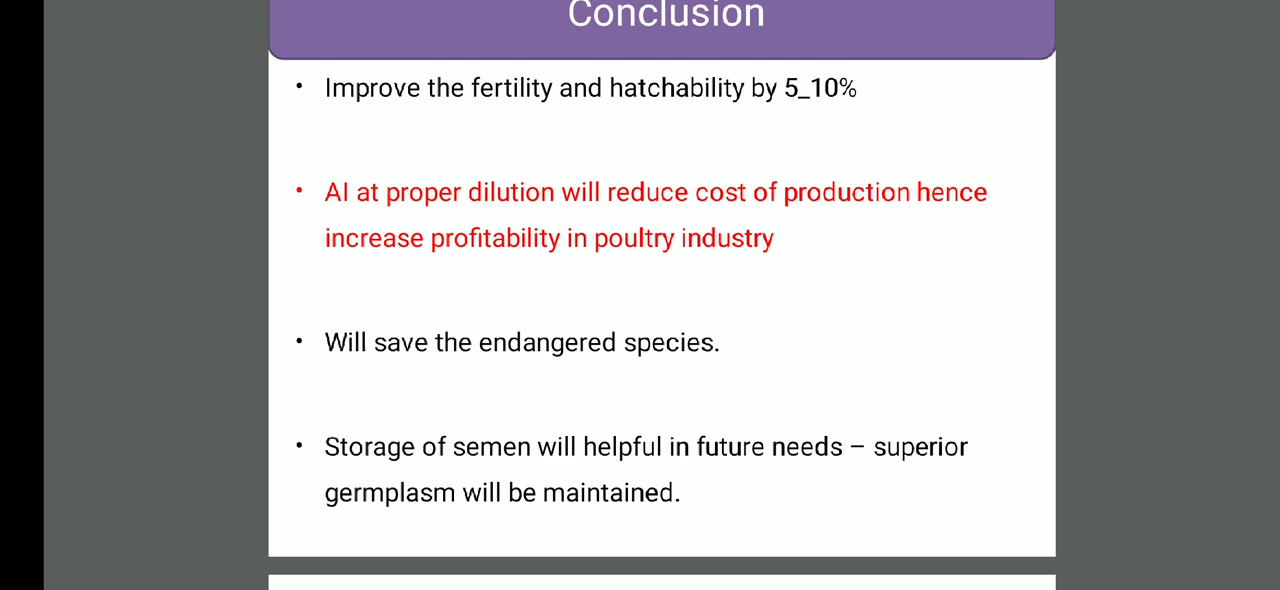 Conclusion
• Improve the fertility and hatchability by 5_10%
• AI at proper dilution will reduce cost of production hence
increase profitability in poultry industry
• Will save the endangered species.
• Storage of semen will helpful in future needs – superior
germplasm will be maintained.